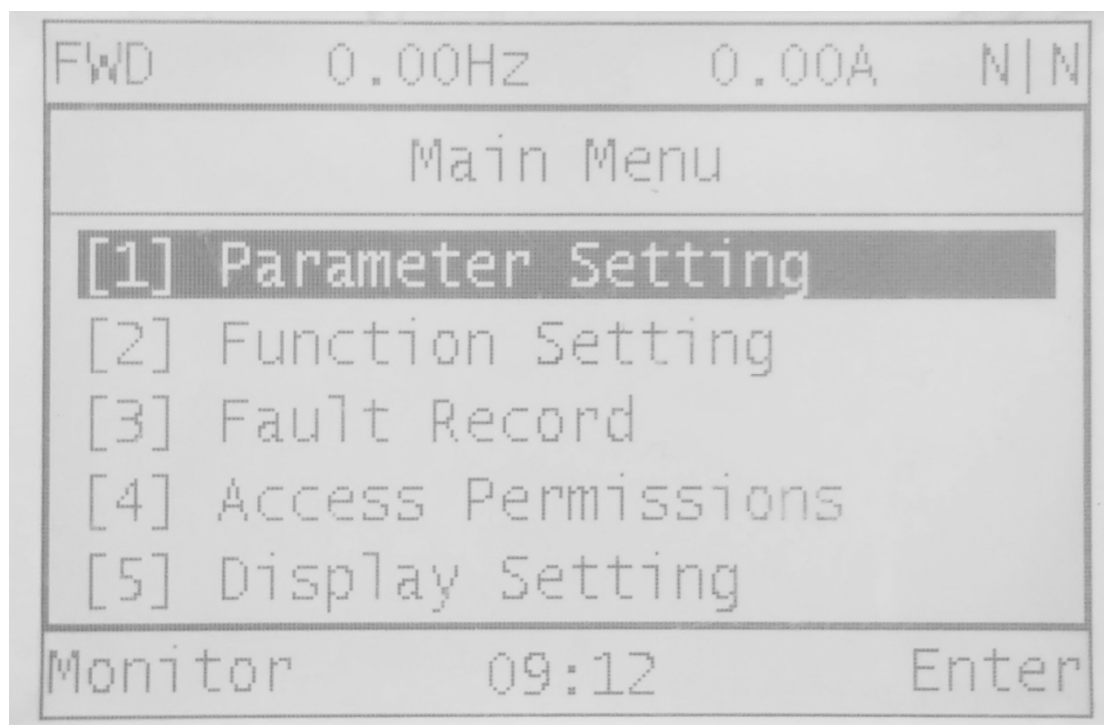 FWD 0.00Hz 0.00A N|N
Main Menu
[1] Parameter Setting
[2] Function Setting
[3] Fault Record
[4] Access Permissions
[5] Display Setting
Monitor 09:12 Enter